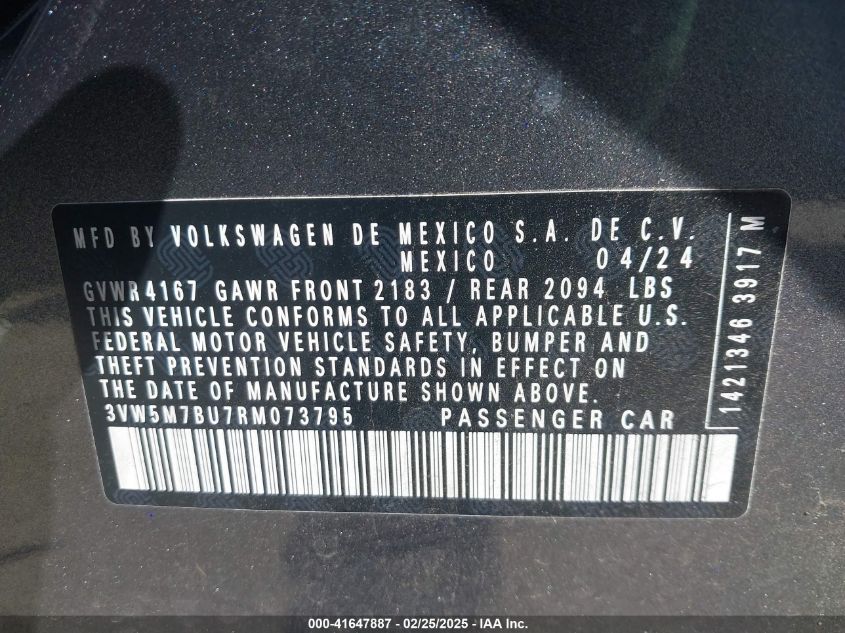 MFD BY VOLKSWAGEN DE MEXICO S.A. DE C.V.
MEXICO 04/24
GVWR 4167 GAWR FRONT 2183 / REAR 2094 LBS
THIS VEHICLE CONFORMS TO ALL APPLICABLE U.S.
FEDERAL MOTOR VEHICLE SAFETY, BUMPER AND
THEFT PREVENTION STANDARDS IN EFFECT ON
THE DATE OF MANUFACTURE SHOWN ABOVE.
3VW5M7BU7RM073795 PASSENGER CAR
1421346 3917 M
000-41647887 - 02/25/2025 - IAA Inc.